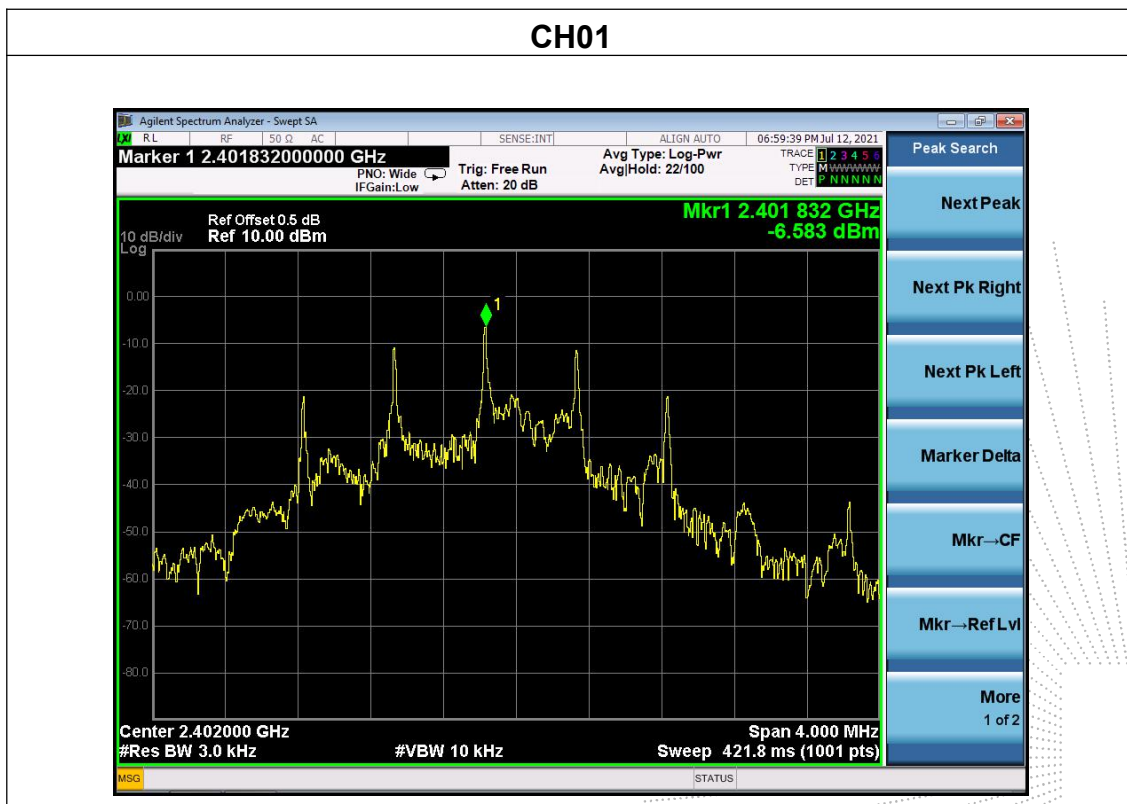 CH01
Agilent Spectrum Analyzer - Swept SA
LXI RL RF 50 Ω AC SENSE:INT ALIGN AUTO 06:59:39 PM Jul 12, 2021
Marker 1 2.401832000000 GHz
PNO: Wide
IFGain:Low
Trig: Free Run
Atten: 20 dB
Avg Type: Log-Pwr
Avg|Hold: 22/100
TRACE 1 2 3 4 5 6
TYPE M WWWWW
DET P N N N N N
Peak Search
Ref Offset 0.5 dB
10 dB/div Ref 10.00 dBm
Log
Mkr1 2.401 832 GHz
-6.583 dBm
Next Peak
Next Pk Right
Next Pk Left
Marker Delta
Mkr→CF
Mkr→Ref Lvl
More
1 of 2
0.00
1
-10.0
-20.0
-30.0
-40.0
-50.0
-60.0
-70.0
-80.0
Center 2.402000 GHz Span 4.000 MHz
#Res BW 3.0 kHz #VBW 10 kHz Sweep 421.8 ms (1001 pts)
MSG STATUS